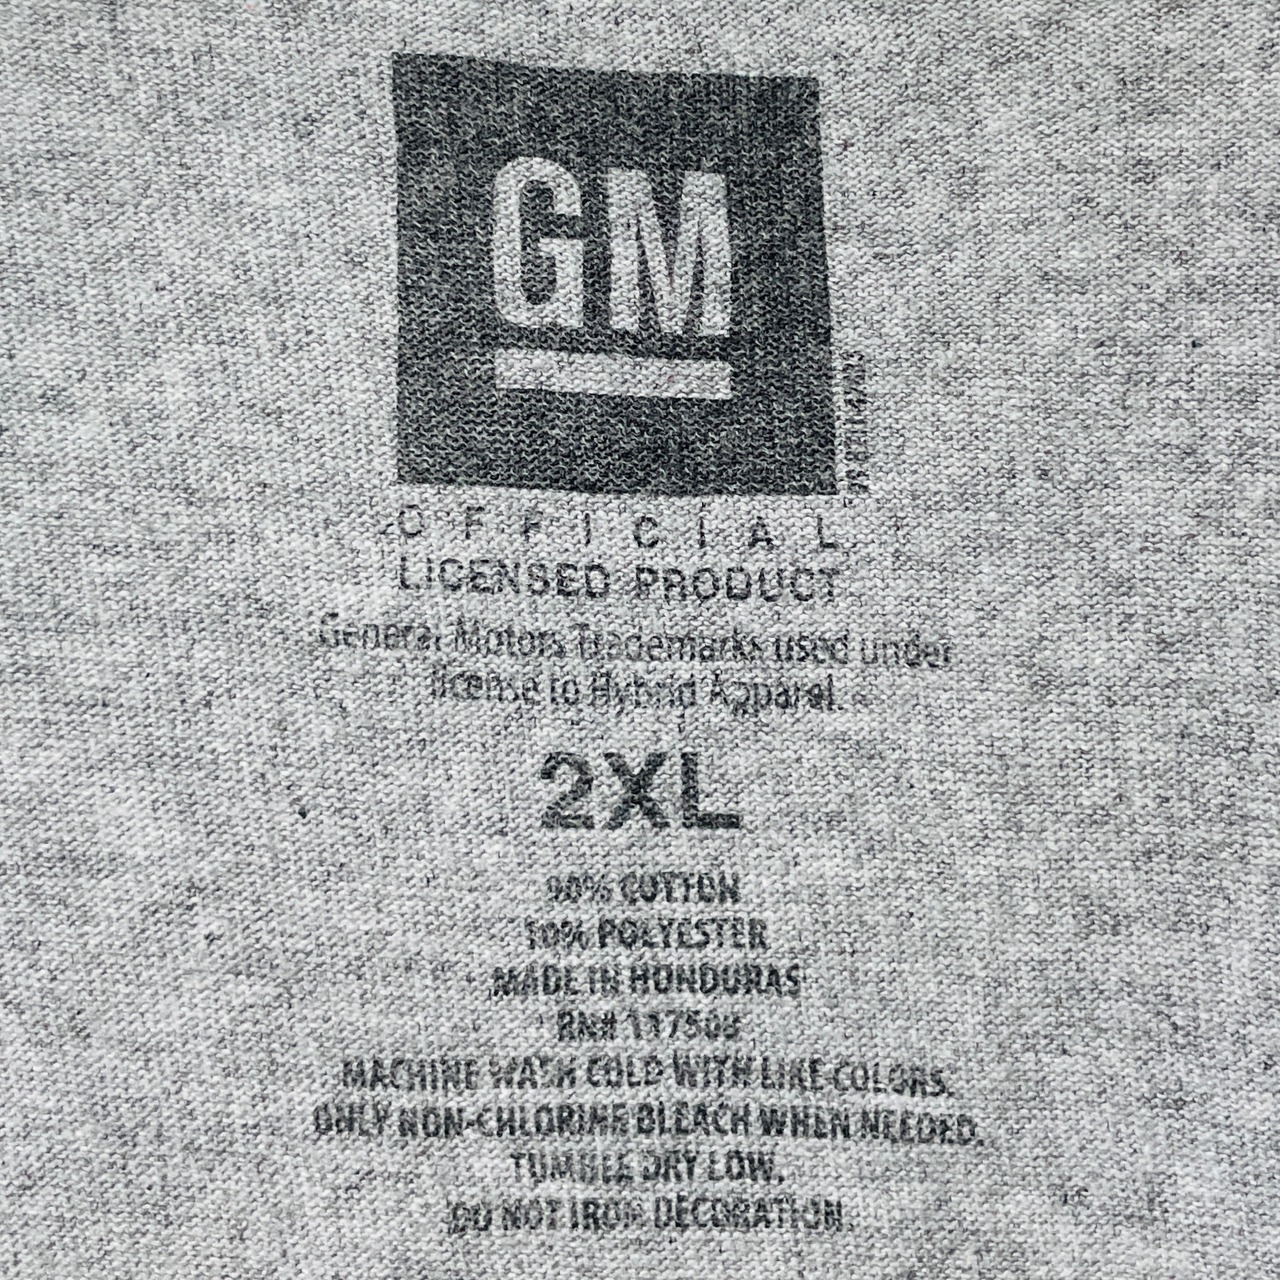 GM
OFFICIAL
LICENSED PRODUCT
General Motors Trademarks used under
license to Hybrid Apparel.
2XL
90% COTTON
10% POLYESTER
MADE IN HONDURAS
RN# 117500
MACHINE WASH COLD WITH LIKE COLORS.
ONLY NON-CHLORINE BLEACH WHEN NEEDED.
TUMBLE DRY LOW.
DO NOT IRON DECORATION.